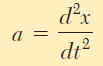 a = d²x/dt²